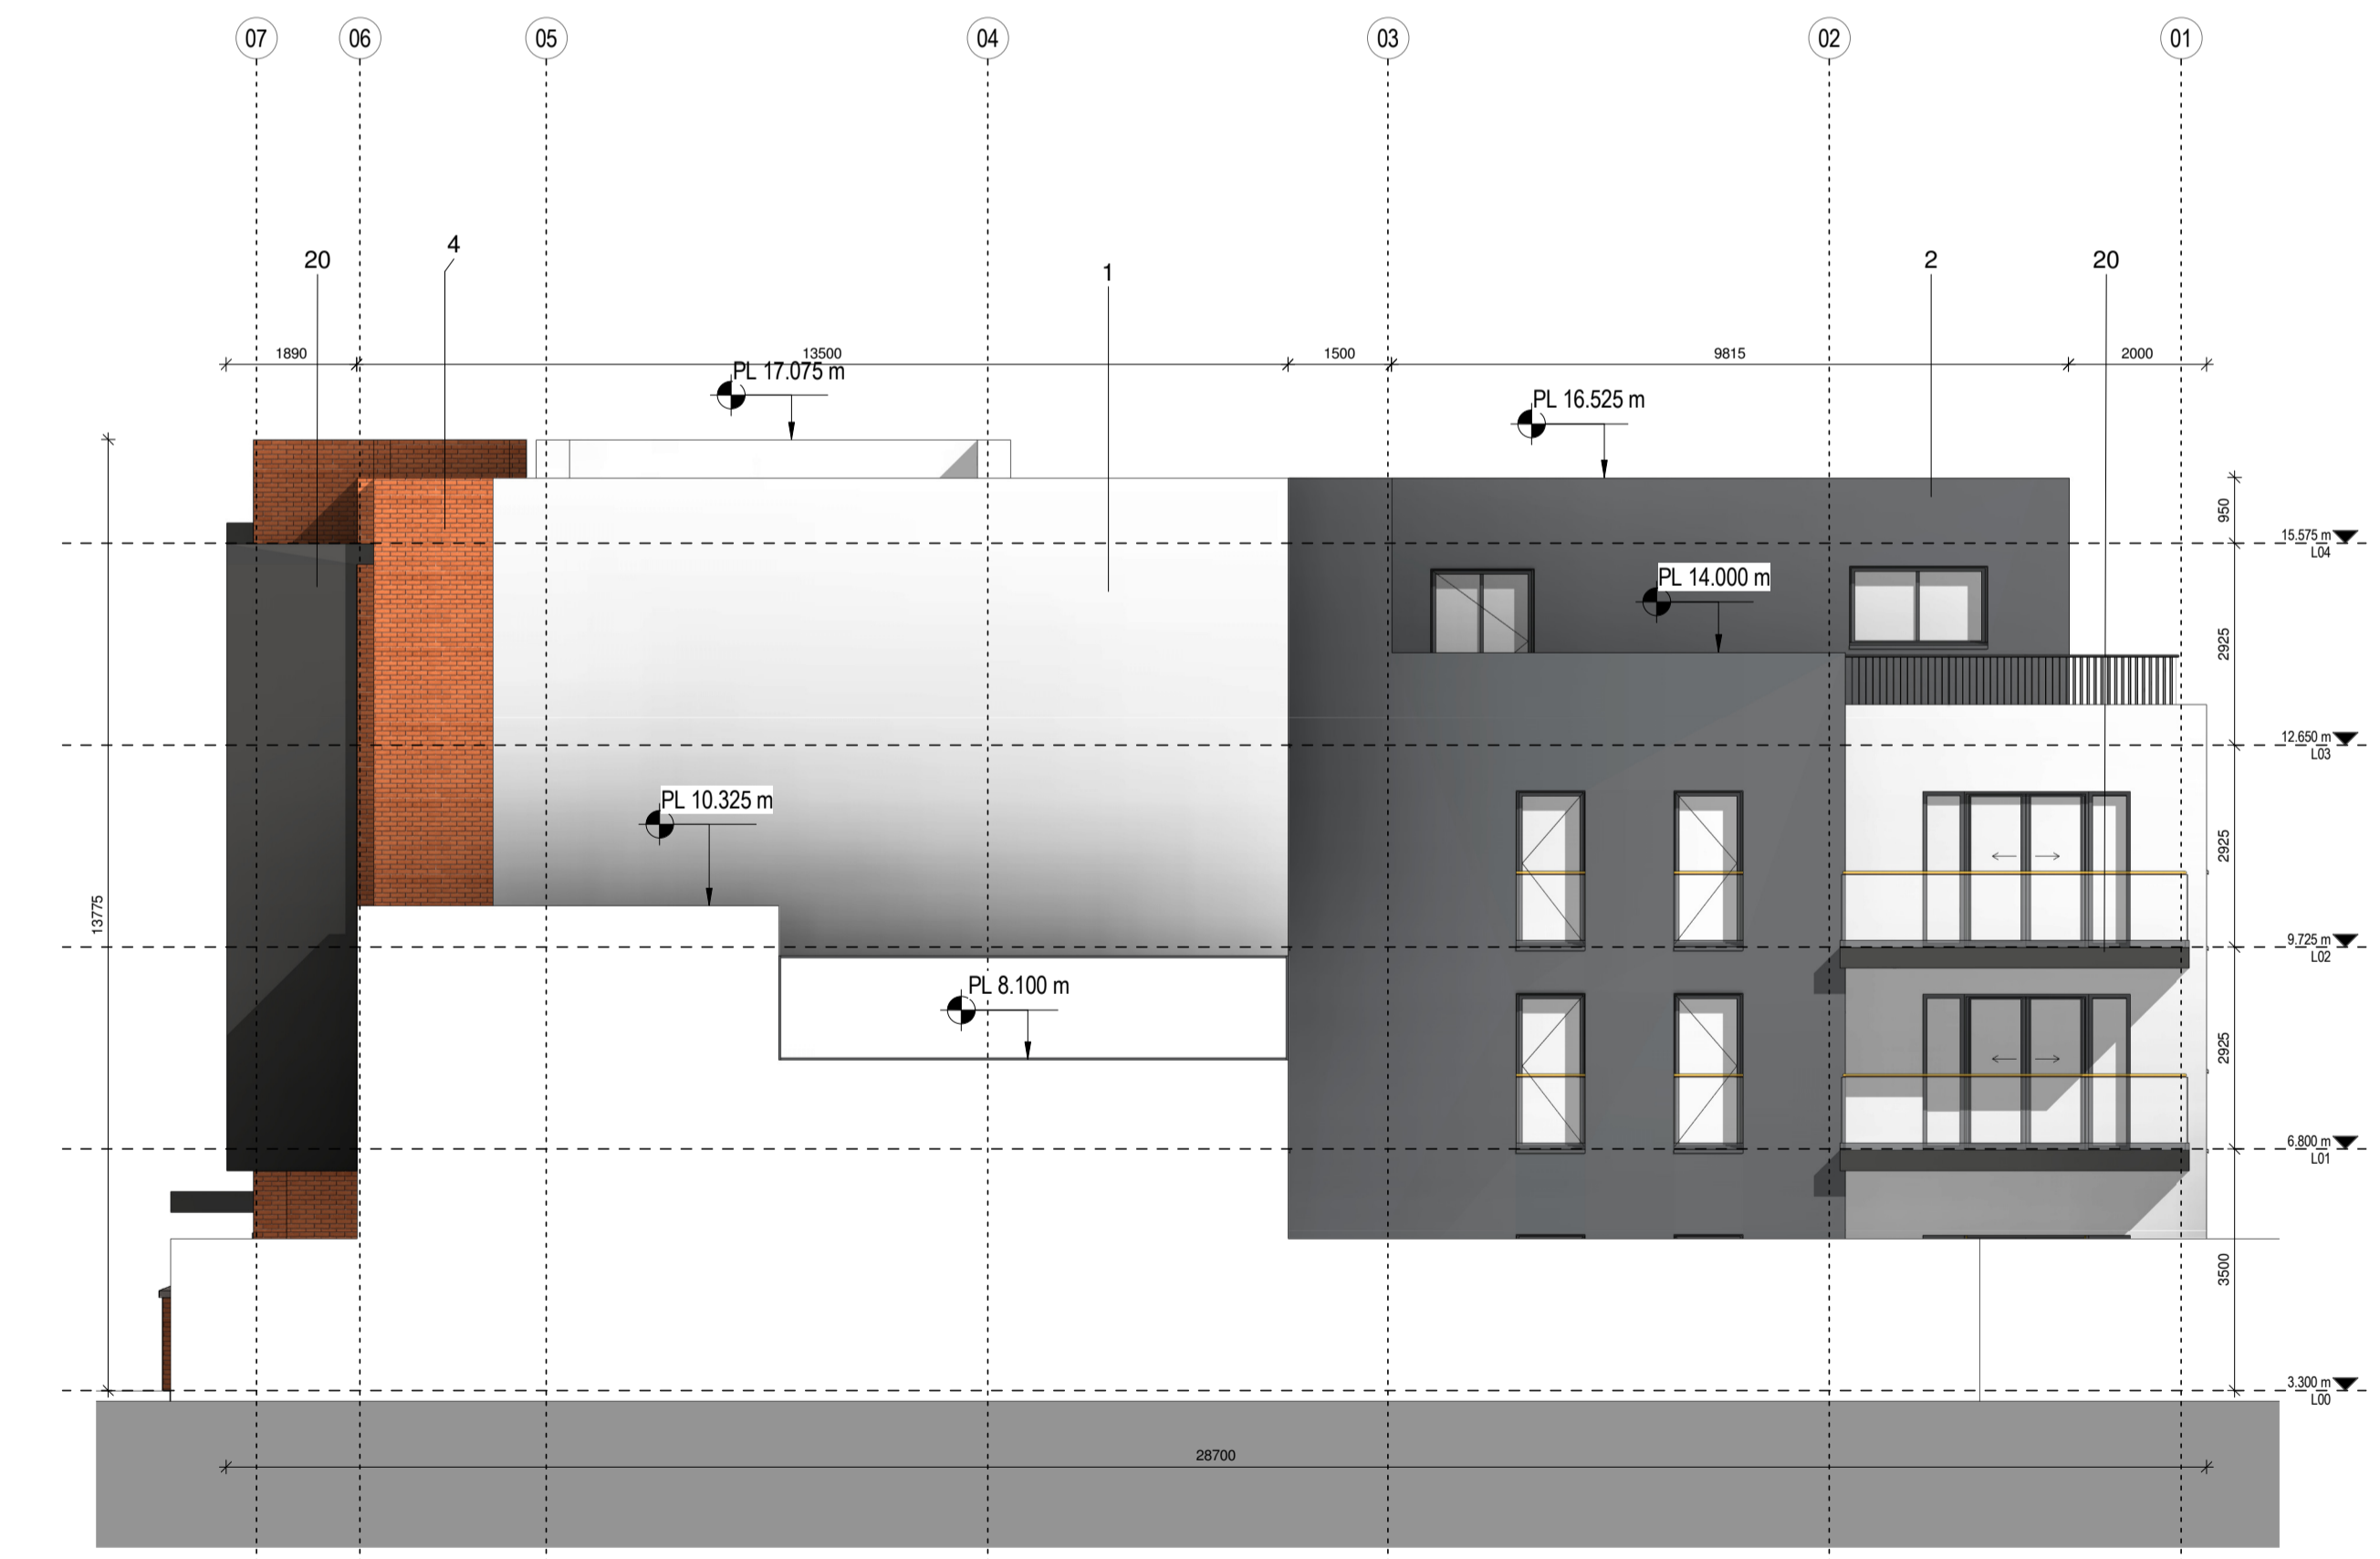 07 06 05 04 03 02 01
20 4 1 2 20
1890 13500 1500 9815 2000
PL 17.075 m
PL 16.525 m
950
15.575 m
L04
PL 14.000 m
2925
12.650 m
L03
PL 10.325 m
2925
13775
9.725 m
L02
PL 8.100 m
2925
6.800 m
L01
3500
3.300 m
L00
28700